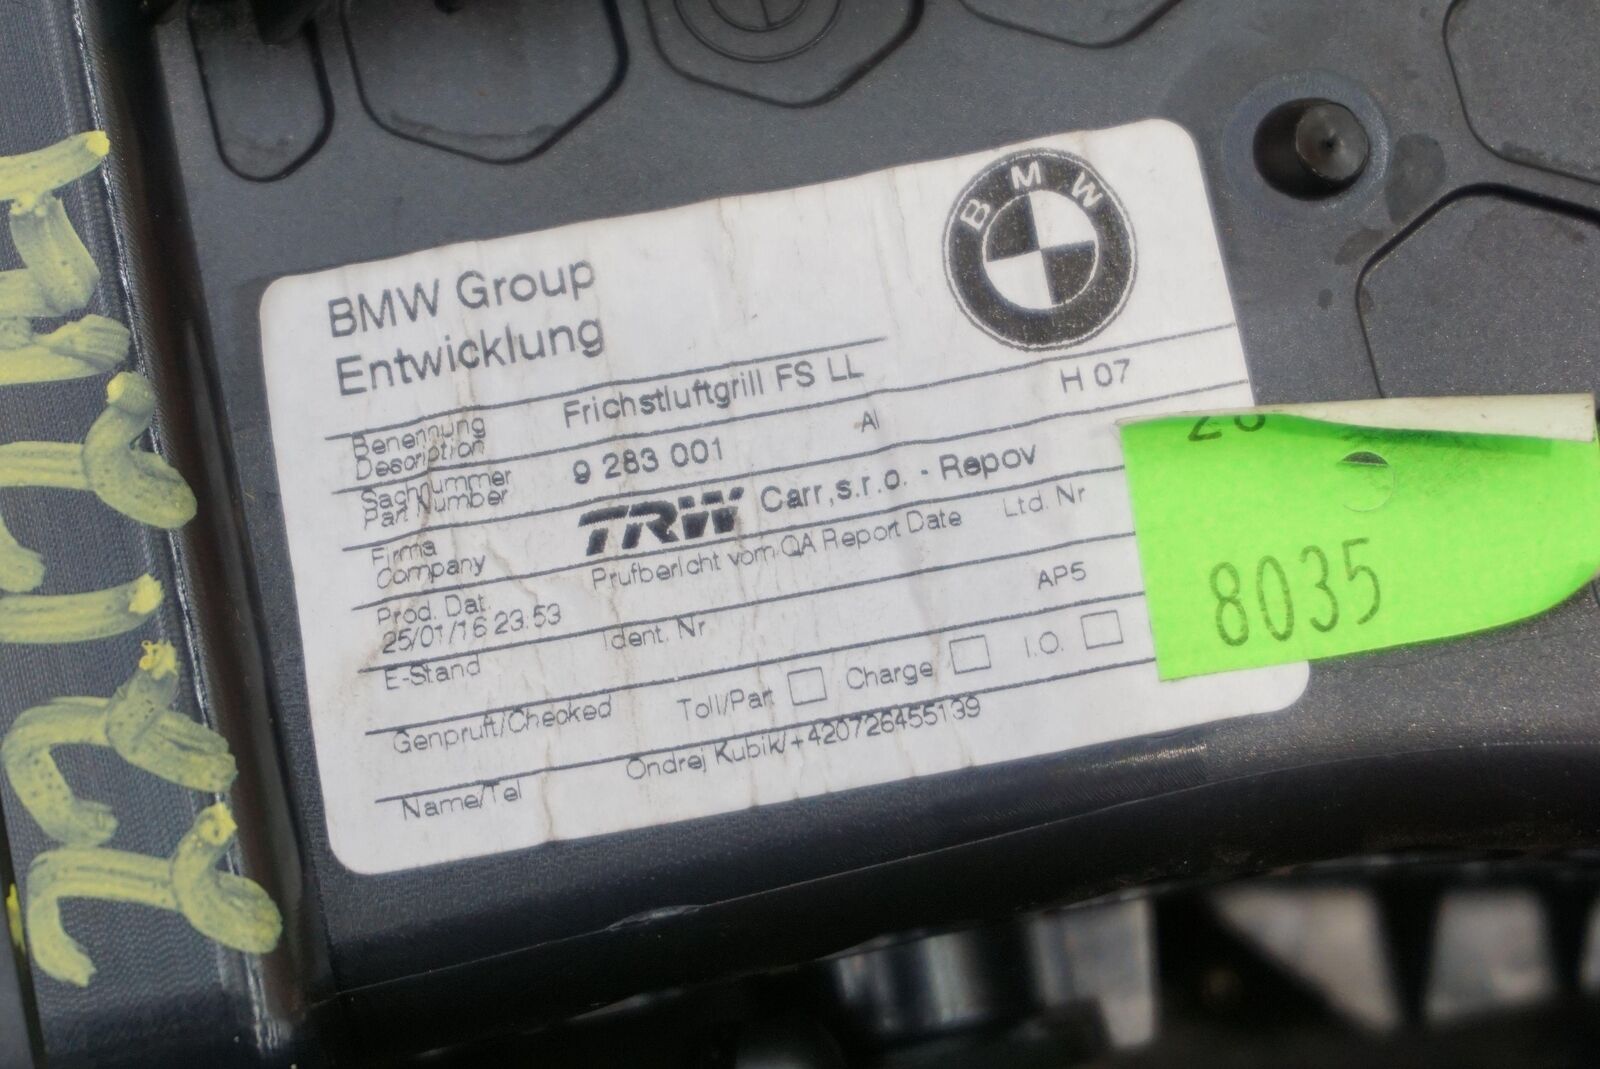 BMW
BMW Group
Entwicklung
Benennung
Description
Frichstluftgrill FS LL
H 07
Sachnummer
Part Number
9 283 001
AI
Firma
Company
TRW Carr,s.r.o. - Repov
Prod. Dat.
25/01/16 23:53
Prufbericht vom QA Report Date
Ltd. Nr
E-Stand
Ident. Nr
AP5
Genpruft/Checked
Toll/Part
Charge
I.O.
Name/Tel
Ondrej Kubik/+420726455139
8035